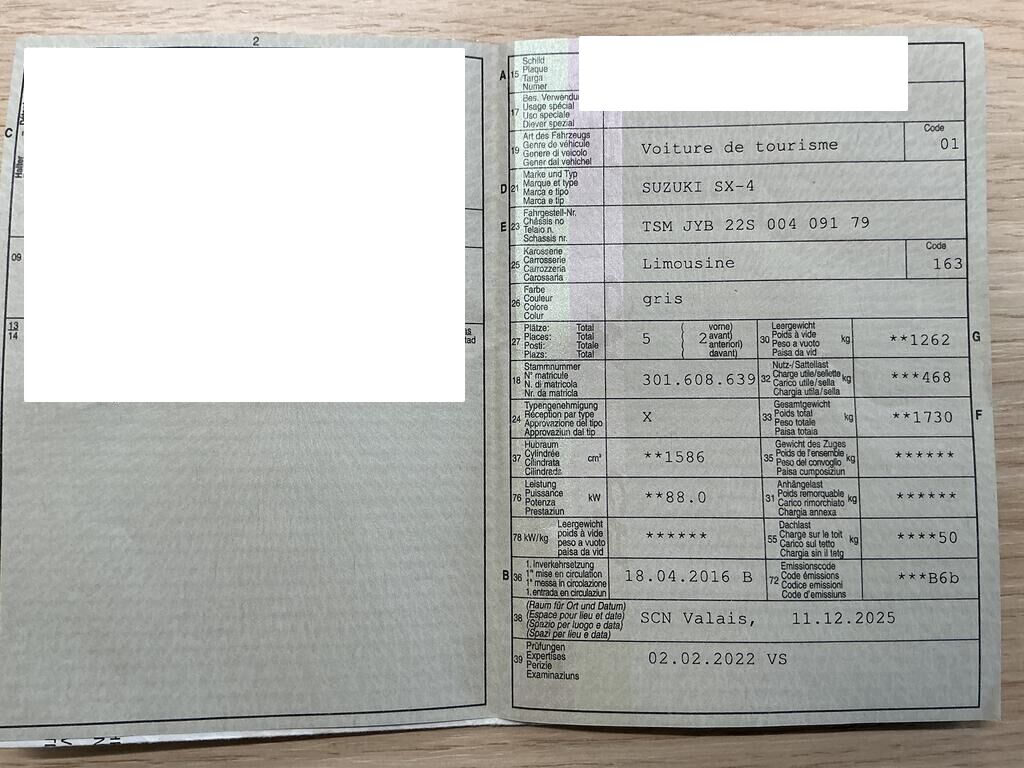 2
C
Halter
09
13
14
A 15 Schild
Plaque
Targa
Numer
17 Bes. Verwendu
Usage spécial
Uso speciale
Diever spezial
19 Art des Fahrzeugs
Genre de véhicule
Genere di veicolo
Gener dal vehichel
Voiture de tourisme
Code
01
D 21 Marke und Typ
Marque et type
Marca e tipo
Marca e tip
SUZUKI SX-4
E 23 Fahrgestell-Nr.
Châssis no
Telaio n.
Schassis nr.
TSM JYB 22S 004 091 79
25 Karosserie
Carrosserie
Carrozzeria
Carossaria
Limousine
Code
163
26 Farbe
Couleur
Colore
Colur
gris
27 Plätze: Total
Places: Total
Posti: Totale
Plazs: Total
5 ( 2 vorne)
( avant)
( anteriori)
( davant)
30 Leergewicht
Poids à vide
Peso a vuoto
Paisa da vid
kg
**1262
G
18 Stammnummer
N° matricule
N. di matricola
Nr. da matricla
301.608.639
32 Nutz-/Sattellast
Charge utile/sellette
Carico utile/sella
Chargia utila/sella
kg
***468
24 Typengenehmigung
Réception par type
Approvazione del tipo
Approvaziun dal tip
X
33 Gesamtgewicht
Poids total
Peso totale
Paisa totala
kg
**1730
F
37 Hubraum
Cylindrée
Cilindrata
Cilindrada
cm³
**1586
35 Gewicht des Zuges
Poids de l'ensemble
Peso del convoglio
Paisa cumposiziun
kg
******
76 Leistung
Puissance
Potenza
Prestaziun
kW
**88.0
31 Anhängelast
Poids remorquable
Carico rimorchiato
Chargia annexa
kg
******
78 kW/kg Leergewicht
poids à vide
peso a vuoto
paisa da vid
******
55 Dachlast
Charge sur le toit
Carico sul tetto
Chargia sin il tetg
kg
****50
B 36 1. Inverkehrsetzung
1re mise en circulation
1a messa in circolazione
1. entrada en circulaziun
18.04.2016 B
72 Emissionscode
Code émissions
Codice emissioni
Code d'emissiuns
***B6b
38 (Raum für Ort und Datum)
(Espace pour lieu et date)
(Spazio per luogo e data)
(Spazi per lieu e data)
SCN Valais, 11.12.2025
39 Prüfungen
Expertises
Perizie
Examinaziuns
02.02.2022 VS